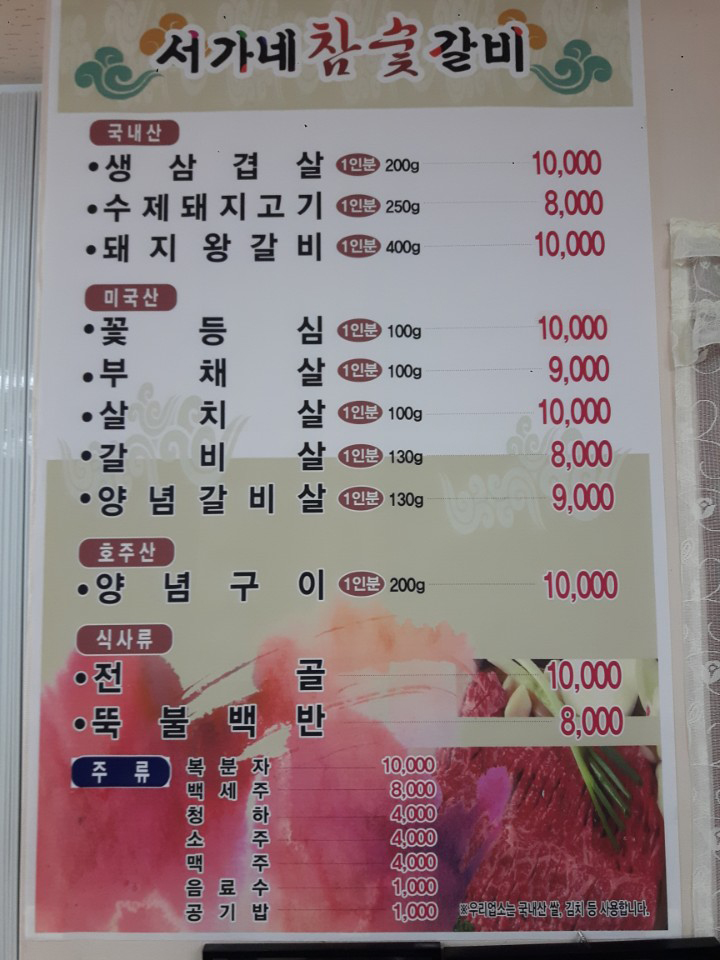 서가네참숯갈비
국내산
•생삼겹살 1인분 200g 10,000
•수제돼지고기 1인분 250g 8,000
•돼지왕갈비 1인분 400g 10,000
미국산
•꽃등심 1인분 100g 10,000
•부채살 1인분 100g 9,000
•살치살 1인분 100g 10,000
•갈비살 1인분 130g 8,000
•양념갈비살 1인분 130g 9,000
호주산
•양념구이 1인분 200g 10,000
식사류
•전골 10,000
•뚝불백반 8,000
주류 복분자 10,000
백세주 8,000
청하 4,000
소주 4,000
맥주 4,000
음료수 1,000
공기밥 1,000
※우리업소는 국내산 쌀, 김치 등 사용합니다.